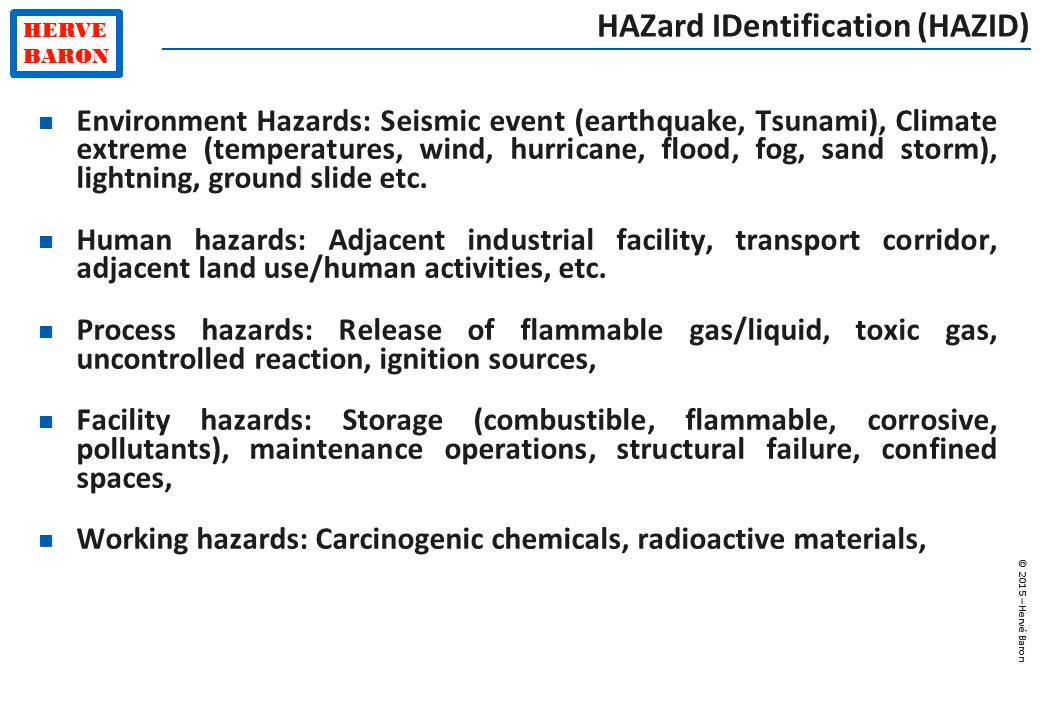 HERVE
BARON
HAZard IDentification (HAZID)
Environment Hazards: Seismic event (earthquake, Tsunami), Climate
extreme (temperatures, wind, hurricane, flood, fog, sand storm),
lightning, ground slide etc.
Human hazards: Adjacent industrial facility, transport corridor,
adjacent land use/human activities, etc.
Process hazards: Release of flammable gas/liquid, toxic gas,
uncontrolled reaction, ignition sources,
Facility hazards: Storage (combustible, flammable, corrosive,
pollutants), maintenance operations, structural failure, confined
spaces,
Working hazards: Carcinogenic chemicals, radioactive materials,
© 2015 – Hervé Baron